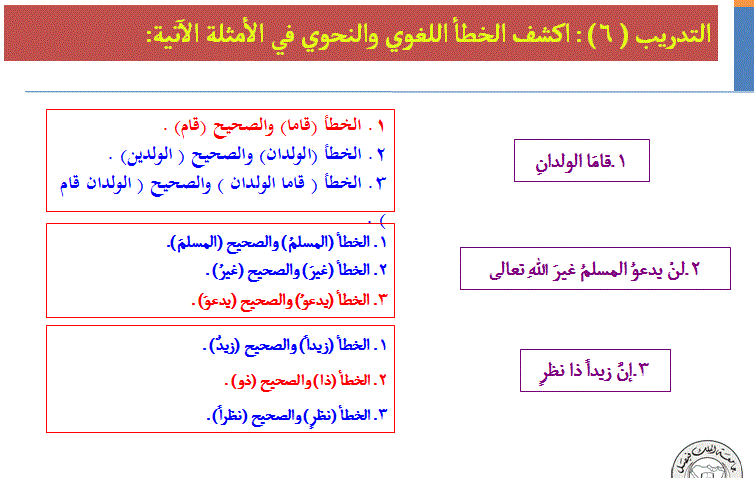 التدريب ( ٦ ) : اكشف الخطأ اللغوي والنحوي في الأمثلة الآتية:
١.قامَا الولدانِ
١. الخطأ (قاما) والصحيح (قام) .
٢. الخطأ (الولدان) والصحيح ( الولدين) .
٣. الخطأ ( قاما الولدان ) والصحيح ( الولدان قام
) .
٢.لنْ يدعوُ المسلمُ غيرَ اللهِ تعالى
١. الخطأ (المسلمُ) والصحيح (المسلمَ).
٢. الخطأ (غيرَ) والصحيح (غيرُ).
٣. الخطأ (يدعوُ) والصحيح (يدعوَ).
٣.إنَّ زيداً ذا نظرٍ
١. الخطأ (زيداً) والصحيح (زيدٌ).
٢. الخطأ (ذا) والصحيح (ذو).
٣. الخطأ (نظرٍ) والصحيح (نظراً).
جامعة الملك فيصل